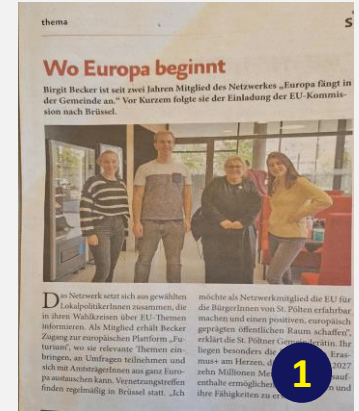 thema
S
Wo Europa beginnt
Birgit Becker ist seit zwei Jahren Mitglied des Netzwerkes „Europa fängt in
der Gemeinde an.“ Vor Kurzem folgte sie der Einladung der EU-Kommis-
sion nach Brüssel.
Das Netzwerk setzt sich aus gewählten
LokalpolitikerInnen zusammen, die
in ihren Wahlkreisen über EU-Themen
informieren. Als Mitglied erhält Becker
Zugang zur europäischen Plattform „Fu-
turium“, wo sie relevante Themen ein-
bringen, an Umfragen teilnehmen und
sich mit AmtsträgerInnen aus ganz Euro-
pa austauschen kann. Vernetzungstreffen
finden regelmäßig in Brüssel statt. „Ich
möchte als Netzwerkmitglied die EU für
die BürgerInnen von St. Pölten erfahrbar
machen und einen positiven, europäisch
geprägten öffentlichen Raum schaffen“,
erklärt die St. Pöltner Gemeinderätin. Ihr
liegen besonders die Eras-
mus+ am Herzen, 2027
zehn Millionen
enthalte ermöglichen und
ihre Fähigkeiten zu
1